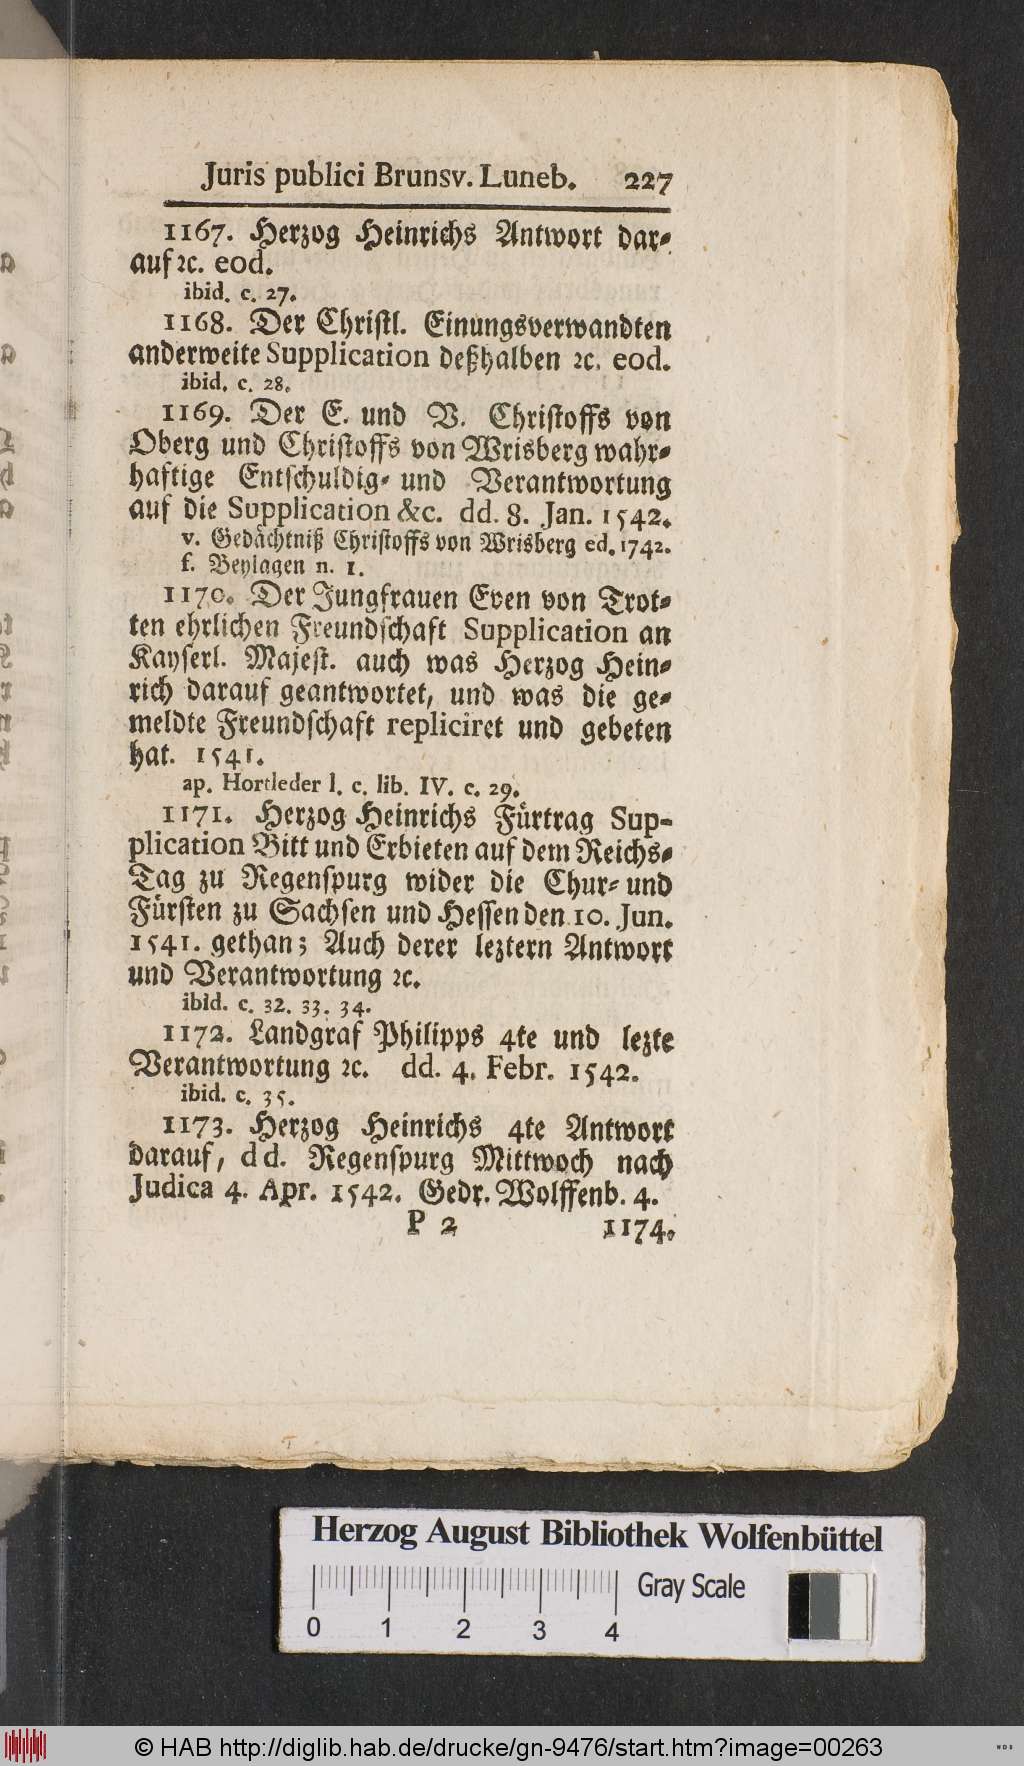 Juris publici Brunsv. Luneb. 227
1167. Herzog Heinrichs Antwort dar-
auf ꝛc. eod.
ibid. c. 27.
1168. Der Christl. Einungsverwandten
anderweite Supplication deßhalben ꝛc. eod.
ibid. c. 28.
1169. Der E. und V. Christoffs von
Oberg und Christoffs von Wrisberg wahr-
haftige Entschuldig- und Verantwortung
auf die Supplication &c. dd. 8. Jan. 1542.
v. Gedächtniß Christoffs von Wrisberg ed. 1742.
f. Beylagen n. 1.
1170. Der Jungfrauen Even von Trot-
ten ehrlichen Freundschaft Supplication an
Kayserl. Majest. auch was Herzog Hein-
rich darauf geantwortet, und was die ge-
meldte Freundschaft repliciret und gebeten
hat. 1541.
ap. Hortleder l. c. lib. IV. c. 29.
1171. Herzog Heinrichs Fürtrag Sup-
plication Bitt und Erbieten auf dem Reichs-
Tag zu Regenspurg wider die Chur- und
Fürsten zu Sachsen und Hessen den 10. Jun.
1541. gethan; Auch derer leztern Antwort
und Verantwortung ꝛc.
ibid. c. 32. 33. 34.
1172. Landgraf Philipps 4te und lezte
Verantwortung ꝛc. dd. 4. Febr. 1542.
ibid. c. 35.
1173. Herzog Heinrichs 4te Antwort
darauf, dd. Regenspurg Mittwoch nach
Judica 4. Apr. 1542. Gedr. Wolffenb. 4.
P 2 1174.
Herzog August Bibliothek Wolfenbüttel
Gray Scale
0 1 2 3 4
© HAB http://diglib.hab.de/drucke/gn-9476/start.htm?image=00263